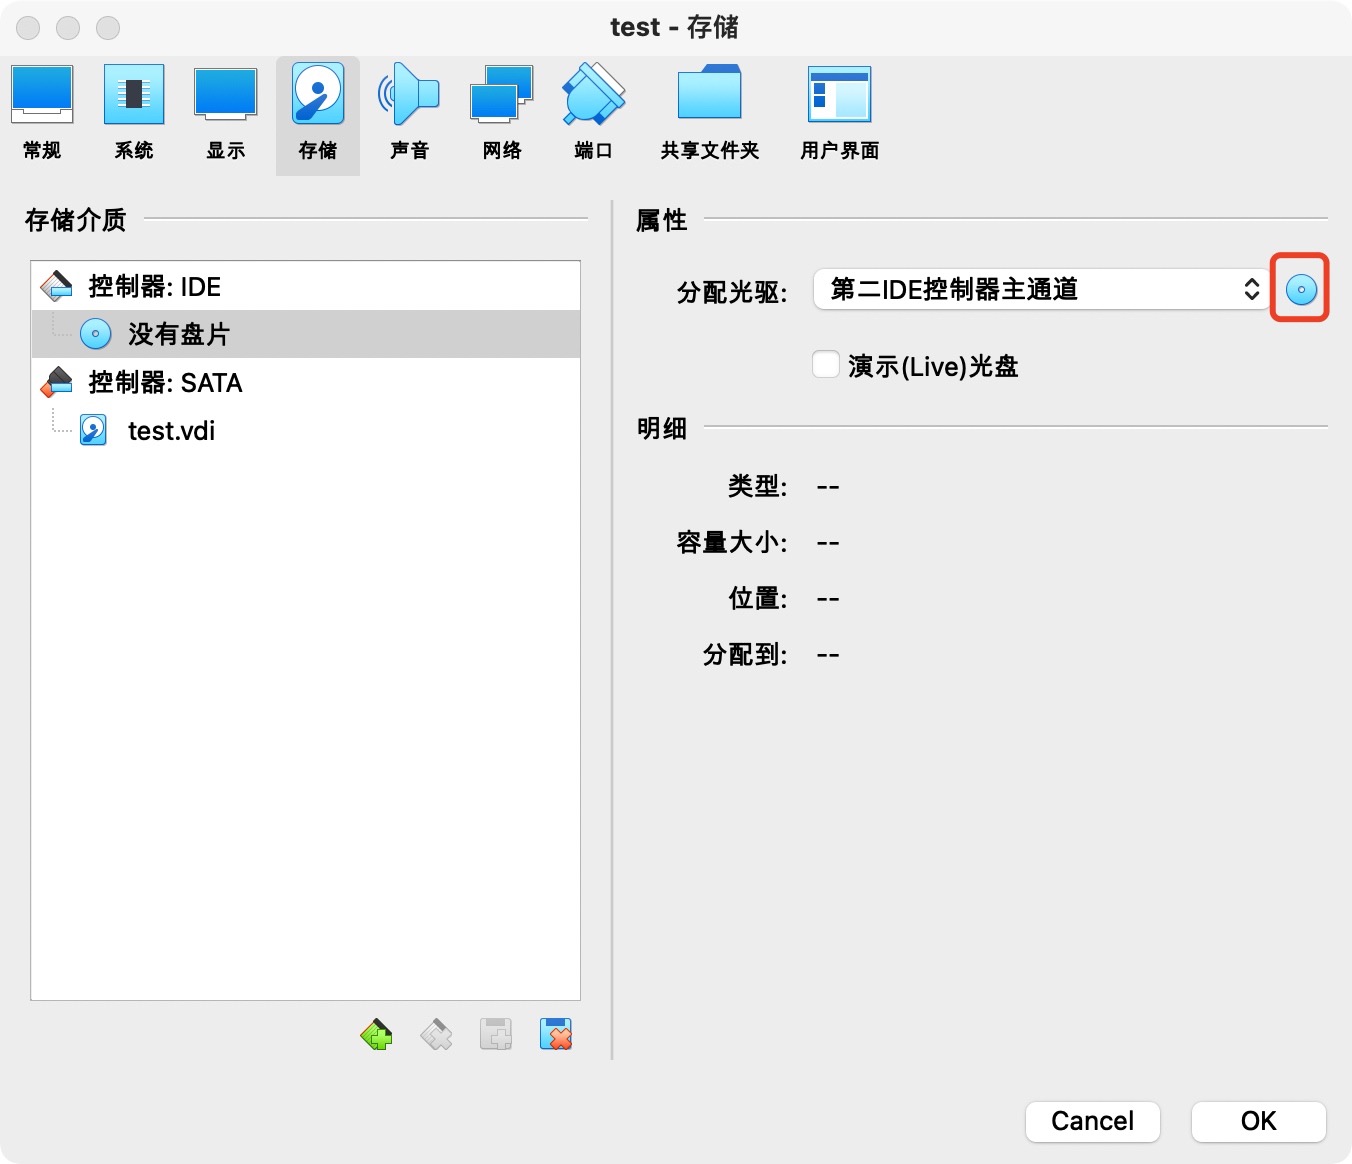 test - 存储
常规 系统 显示 存储 声音 网络 端口 共享文件夹 用户界面
存储介质
控制器: IDE
没有盘片
控制器: SATA
test.vdi
属性
分配光驱: 第二IDE控制器主通道
演示(Live)光盘
明细
类型: --
容量大小: --
位置: --
分配到: --
Cancel OK